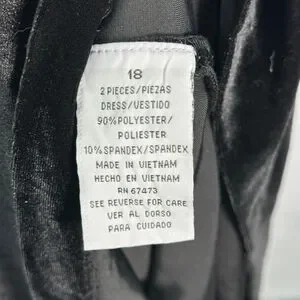 18
2 PIECES/PIEZAS
DRESS/VESTIDO
90% POLYESTER/
POLIESTER
10% SPANDEX/SPANDEX
MADE IN VIETNAM
HECHO EN VIETNAM
RN 67473
SEE REVERSE FOR CARE
VER AL DORSO
PARA CUIDADO